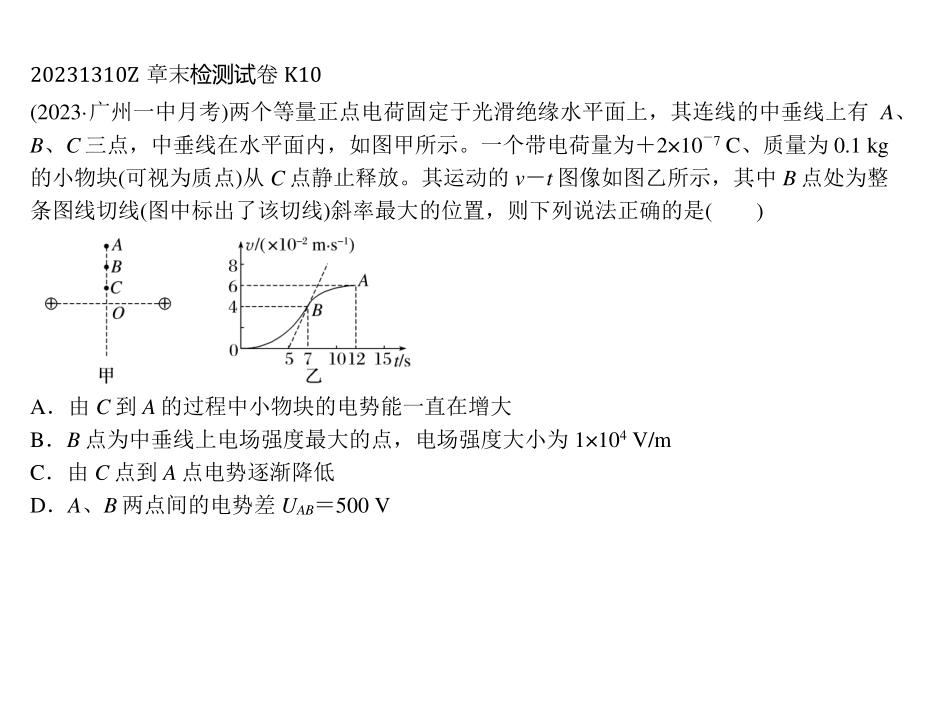 20231310Z 章末检测试卷 K10
(2023·广州一中月考)两个等量正点电荷固定于光滑绝缘水平面上，其连线的中垂线上有 A、
B、C 三点，中垂线在水平面内，如图甲所示。一个带电荷量为＋2×10⁻⁷ C、质量为 0.1 kg
的小物块(可视为质点)从 C 点静止释放。其运动的 v－t 图像如图乙所示，其中 B 点处为整
条图线切线(图中标出了该切线)斜率最大的位置，则下列说法正确的是(　　)
A
B
C
O
甲
v/(×10⁻² m·s⁻¹)
8
6
4
0
A
B
5 7 10 12 15 t/s
乙
A．由 C 到 A 的过程中小物块的电势能一直在增大
B．B 点为中垂线上电场强度最大的点，电场强度大小为 1×10⁴ V/m
C．由 C 点到 A 点电势逐渐降低
D．A、B 两点间的电势差 UAB＝500 V